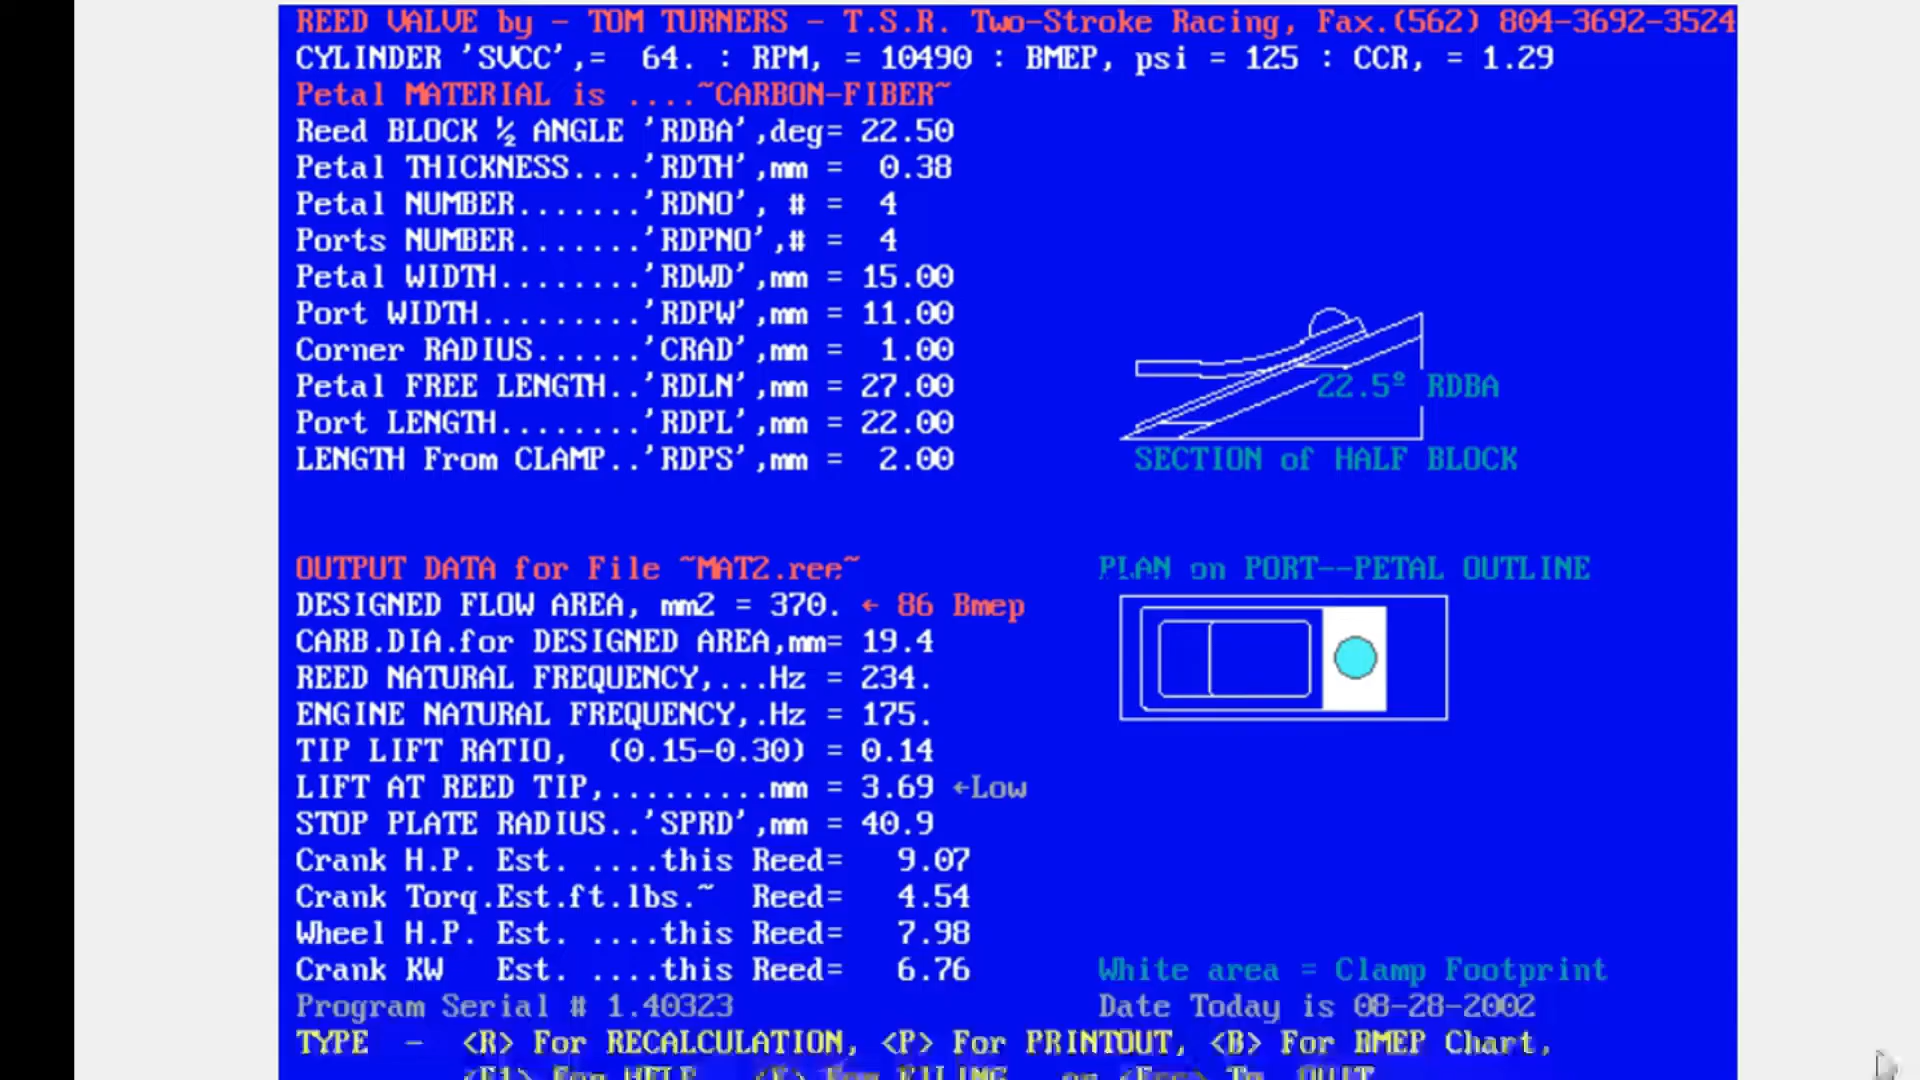 REED VALVE by - TOM TURNERS - T.S.R. Two-Stroke Racing, Fax.(562) 804-3692-3524
CYLINDER 'SVCC',= 64. : RPM, = 10490 : BMEP, psi = 125 : CCR, = 1.29
Petal MATERIAL is ....~CARBON-FIBER~
Reed BLOCK ½ ANGLE 'RDBA',deg= 22.50
Petal THICKNESS....'RDTH',mm = 0.38
Petal NUMBER.......'RDNO', # = 4
Ports NUMBER.......'RDPNO',# = 4
Petal WIDTH........'RDWD',mm = 15.00
Port WIDTH.........'RDPW',mm = 11.00
Corner RADIUS......'CRAD',mm = 1.00
Petal FREE LENGTH..'RDLN',mm = 27.00
22.5º RDBA
Port LENGTH........'RDPL',mm = 22.00
LENGTH From CLAMP..'RDPS',mm = 2.00
SECTION of HALF BLOCK
OUTPUT DATA for File ~MAT2.ree~
PLAN on PORT--PETAL OUTLINE
DESIGNED FLOW AREA, mm2 = 370. ← 86 Bmep
CARB.DIA.for DESIGNED AREA,mm= 19.4
REED NATURAL FREQUENCY,...Hz = 234.
ENGINE NATURAL FREQUENCY,.Hz = 175.
TIP LIFT RATIO, (0.15-0.30) = 0.14
LIFT AT REED TIP,.........mm = 3.69 ←Low
STOP PLATE RADIUS..'SPRD',mm = 40.9
Crank H.P. Est. ....this Reed= 9.07
Crank Torq.Est.ft.lbs.~ Reed= 4.54
Wheel H.P. Est. ....this Reed= 7.98
Crank KW Est. ....this Reed= 6.76
White area = Clamp Footprint
Program Serial # 1.40323
Date Today is 08-28-2002
TYPE - <R> For RECALCULATION, <P> For PRINTOUT, <B> For BMEP Chart,
<F1> For HELP, <F> For FILING, or <Esc> To QUIT